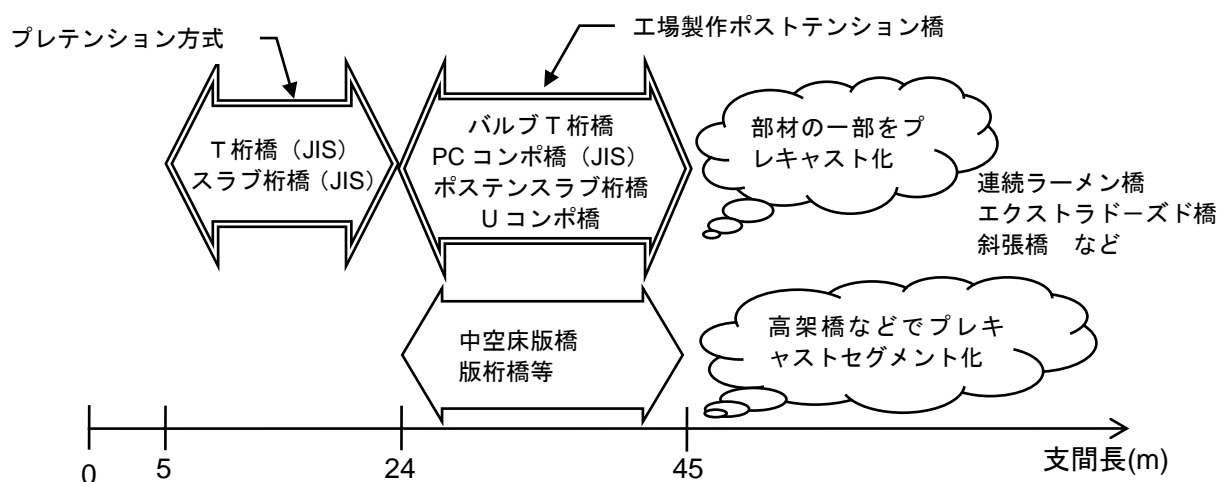 プレテンション方式
工場製作ポストテンション橋
T桁橋（JIS）
スラブ桁橋（JIS）
バルブT桁橋
PCコンポ橋（JIS）
ポステンスラブ桁橋
Uコンポ橋
部材の一部をプ
レキャスト化
連続ラーメン橋
エクストラドーズド橋
斜張橋　など
中空床版橋
版桁橋等
高架橋などでプレキ
ャストセグメント化
0
5
24
45
支間長(m)